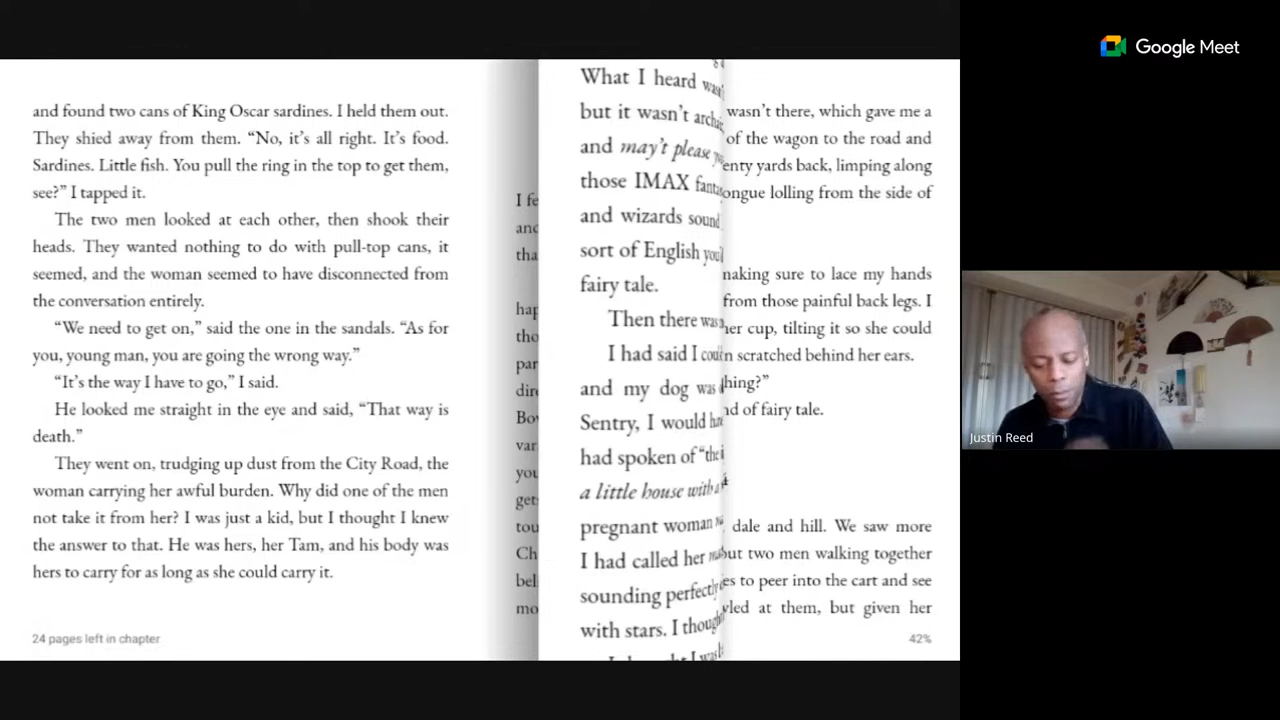 and found two cans of King Oscar sardines. I held them out.
They shied away from them. “No, it’s all right. It’s food.
Sardines. Little fish. You pull the ring in the top to get them,
see?” I tapped it.
The two men looked at each other, then shook their
heads. They wanted nothing to do with pull-top cans, it
seemed, and the woman seemed to have disconnected from
the conversation entirely.
“We need to get on,” said the one in the sandals. “As for
you, young man, you are going the wrong way.”
“It’s the way I have to go,” I said.
He looked me straight in the eye and said, “That way is
death.”
They went on, trudging up dust from the City Road, the
woman carrying her awful burden. Why did one of the men
not take it from her? I was just a kid, but I thought I knew
the answer to that. He was hers, her Tam, and his body was
hers to carry for as long as she could carry it.
24 pages left in chapter
I
What I heard
but it wasn’t
and may’t please
those IMAX
and wizards sound
sort of English
fairy tale.
Then there was
I had said I
and my dog was
Sentry, I would
had spoken of “the
a little house with
pregnant woman
I had called her
sounding perfectly
with stars. I
wasn’t there, which gave me a
of the wagon to the road and
yards back, limping along
lolling from the side of
sure to lace my hands
from those painful back legs. I
cup, tilting it so she could
scratched behind her ears.
of fairy tale.
dale and hill. We saw more
two men walking together
to peer into the cart and see
at them, but given her
42%
Google Meet
Justin Reed